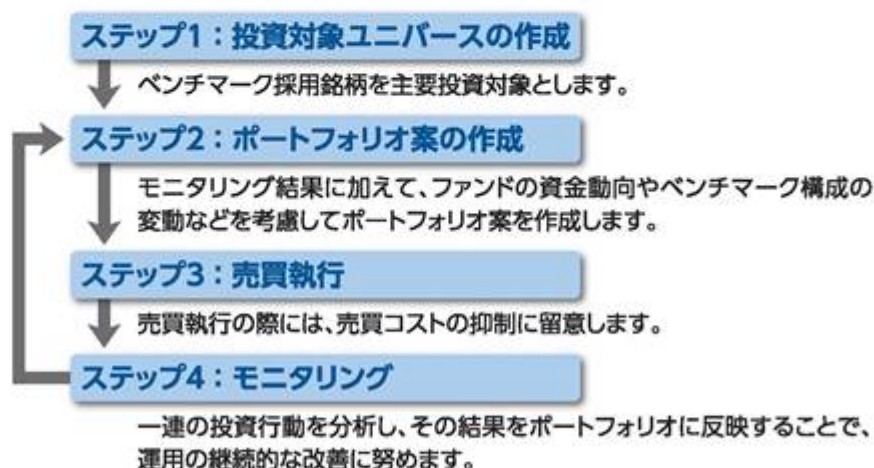 ステップ1：投資対象ユニバースの作成
ベンチマーク採用銘柄を主要投資対象とします。
ステップ2：ポートフォリオ案の作成
モニタリング結果に加えて、ファンドの資金動向やベンチマーク構成の
変動などを考慮してポートフォリオ案を作成します。
ステップ3：売買執行
売買執行の際には、売買コストの抑制に留意します。
ステップ4：モニタリング
一連の投資行動を分析し、その結果をポートフォリオに反映することで、
運用の継続的な改善に努めます。